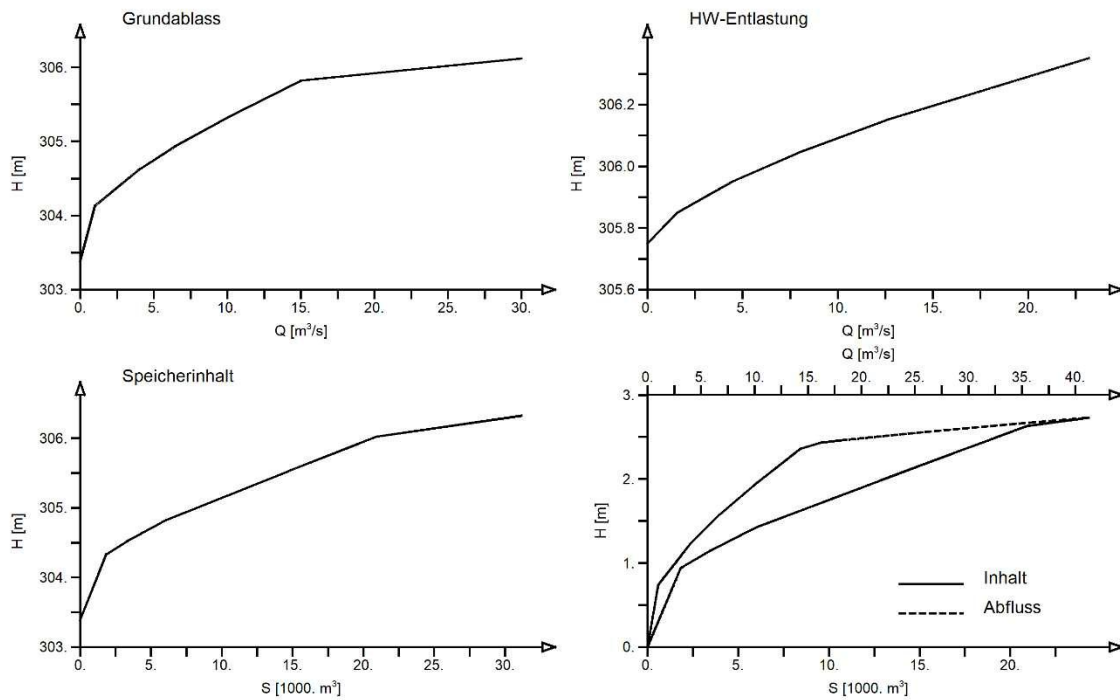 Grundablass
306.
305.
304.
303.
H [m]
0. 5. 10. 15. 20. 25. 30.
Q [m³/s]
HW-Entlastung
306.2
306.0
305.8
305.6
H [m]
0. 5. 10. 15. 20.
Q [m³/s]
Speicherinhalt
306.
305.
304.
303.
H [m]
0. 5. 10. 15. 20. 25. 30.
S [1000. m³]
Q [m³/s]
0. 5. 10. 15. 20. 25. 30. 35. 40.
3.
2.
1.
0.
H [m]
Inhalt
Abfluss
0. 5. 10. 15. 20.
S [1000. m³]